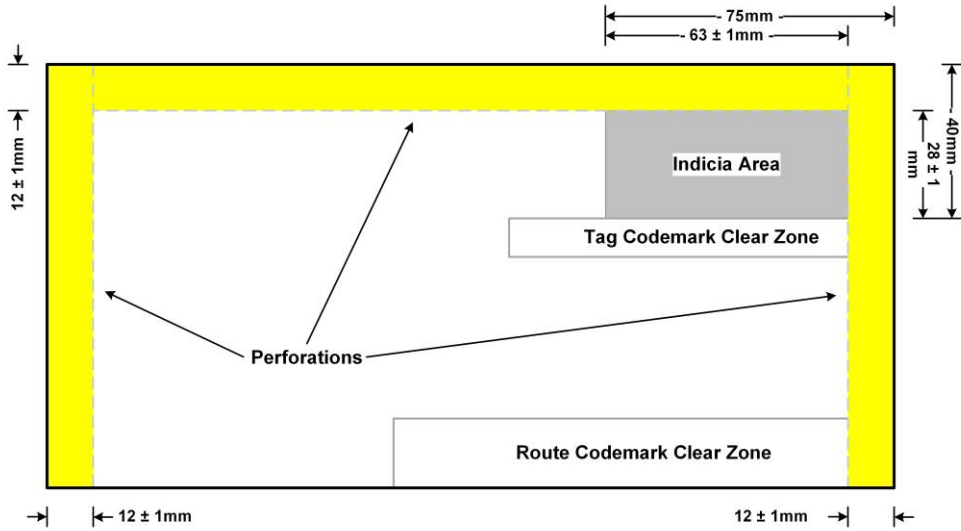 - 75mm -
- 63 ± 1mm -
12 ± 1mm
Indicia Area
28 ± 1
mm
- 40mm -
Tag Codemark Clear Zone
Perforations
Route Codemark Clear Zone
12 ± 1mm
12 ± 1mm